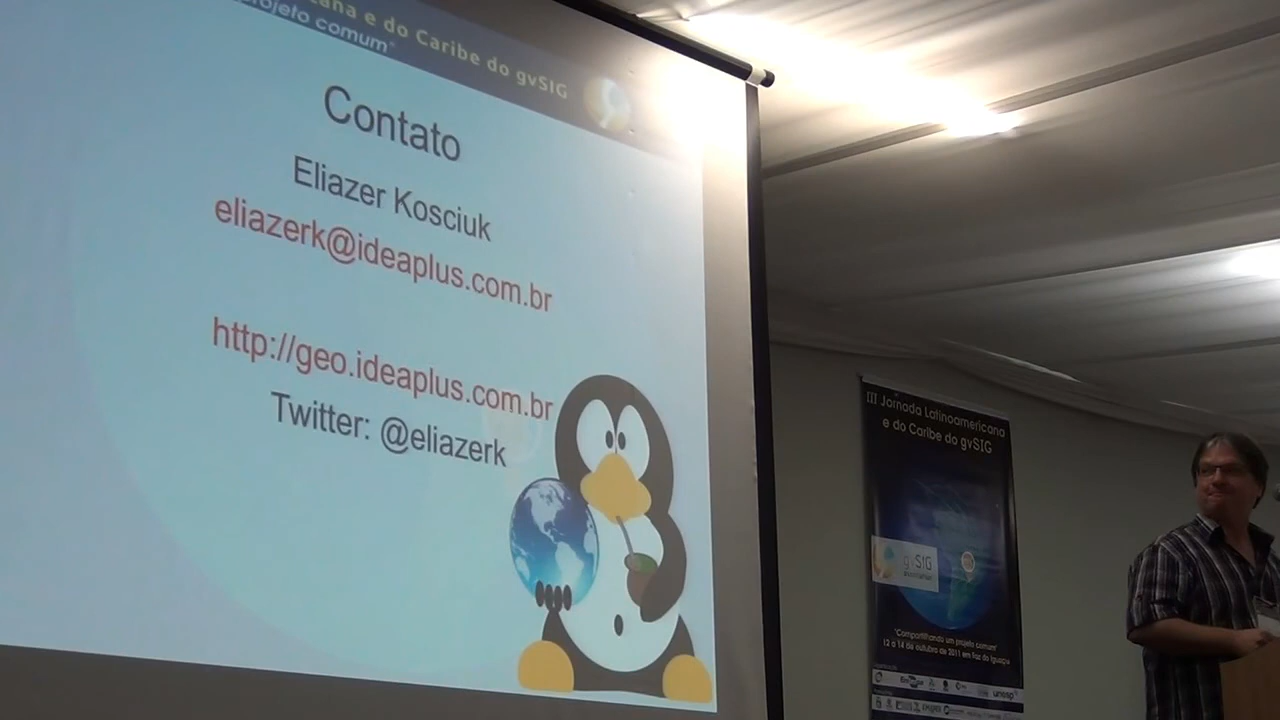 ana e do Caribe do gvSIG
projeto comum"
Contato
Eliazer Kosciuk
eliazerk@ideaplus.com.br
http://geo.ideaplus.com.br
Twitter: @eliazerk
III Jornada Latinoamericana
e do Caribe do gvSIG
gvSIG
"Compartilhando um projeto comum"
12 a 14 de outubro de 2011 em Foz do Iguaçu
unesp